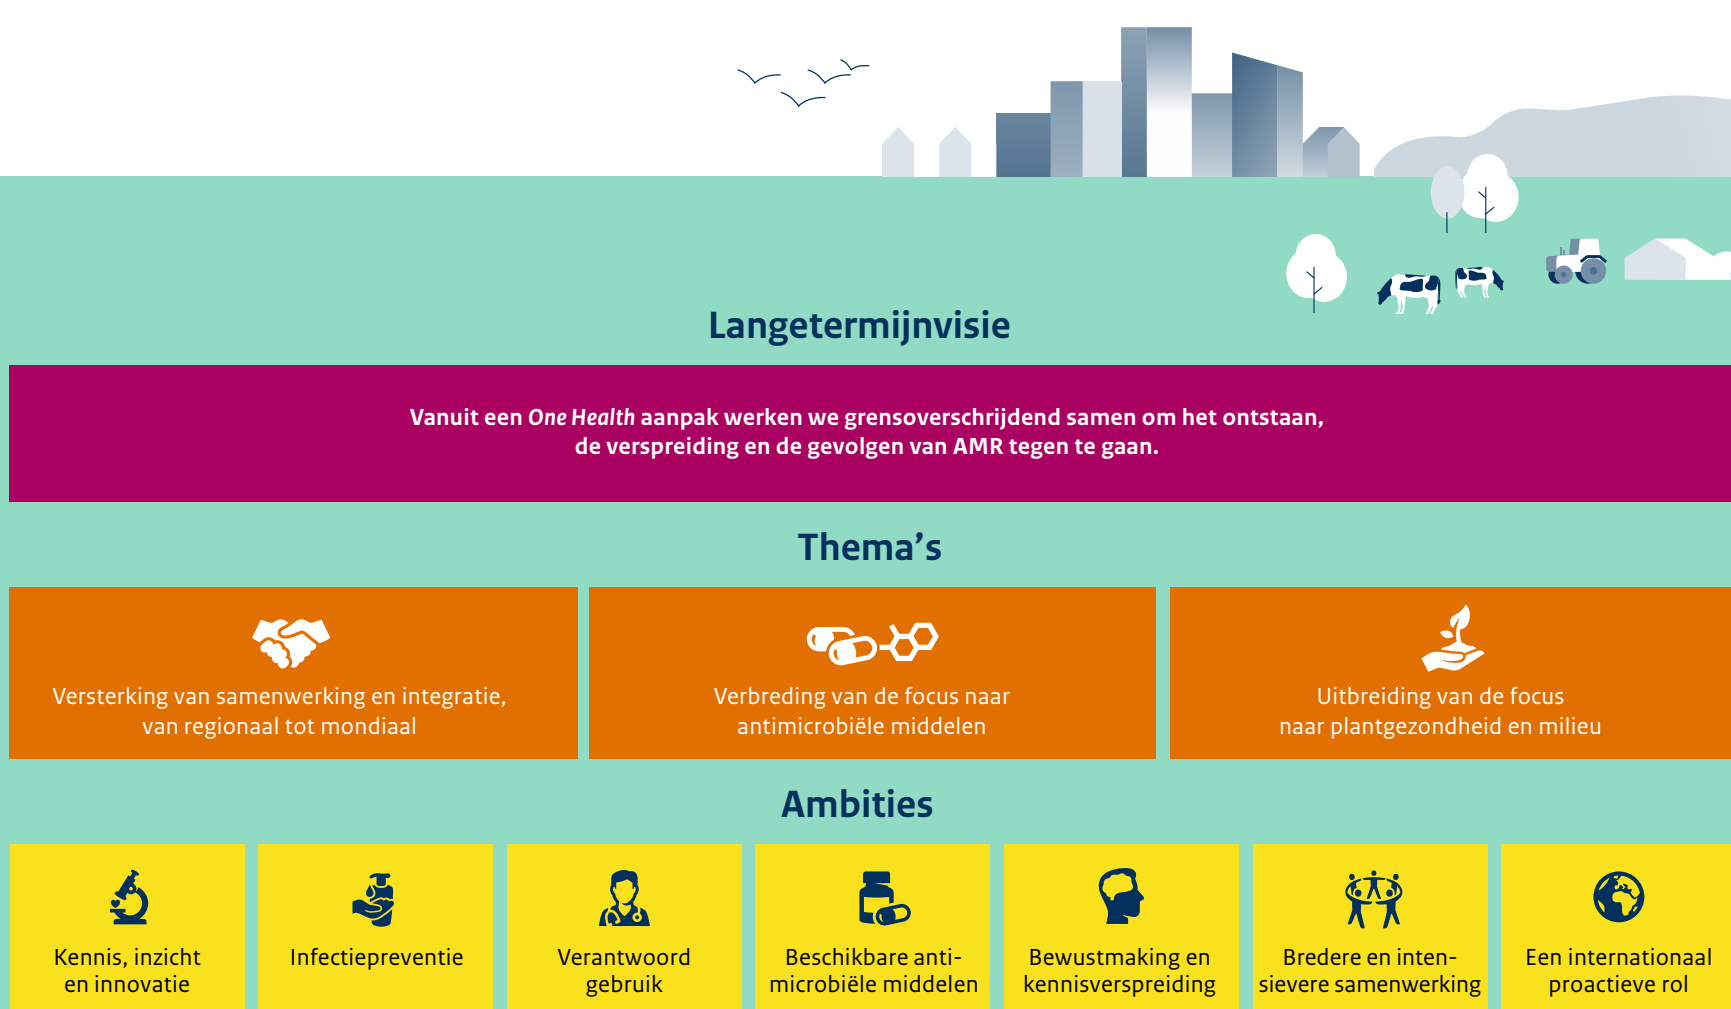 Langetermijnvisie
Vanuit een One Health aanpak werken we grensoverschrijdend samen om het ontstaan,
de verspreiding en de gevolgen van AMR tegen te gaan.
Thema’s
Versterking van samenwerking en integratie,
van regionaal tot mondiaal
Verbreding van de focus naar
antimicrobiële middelen
Uitbreiding van de focus
naar plantgezondheid en milieu
Ambities
Kennis, inzicht
en innovatie
Infectiepreventie
Verantwoord
gebruik
Beschikbare anti-
microbiële middelen
Bewustmaking en
kennisverspreiding
Bredere en inten-
sievere samenwerking
Een internationaal
proactieve rol